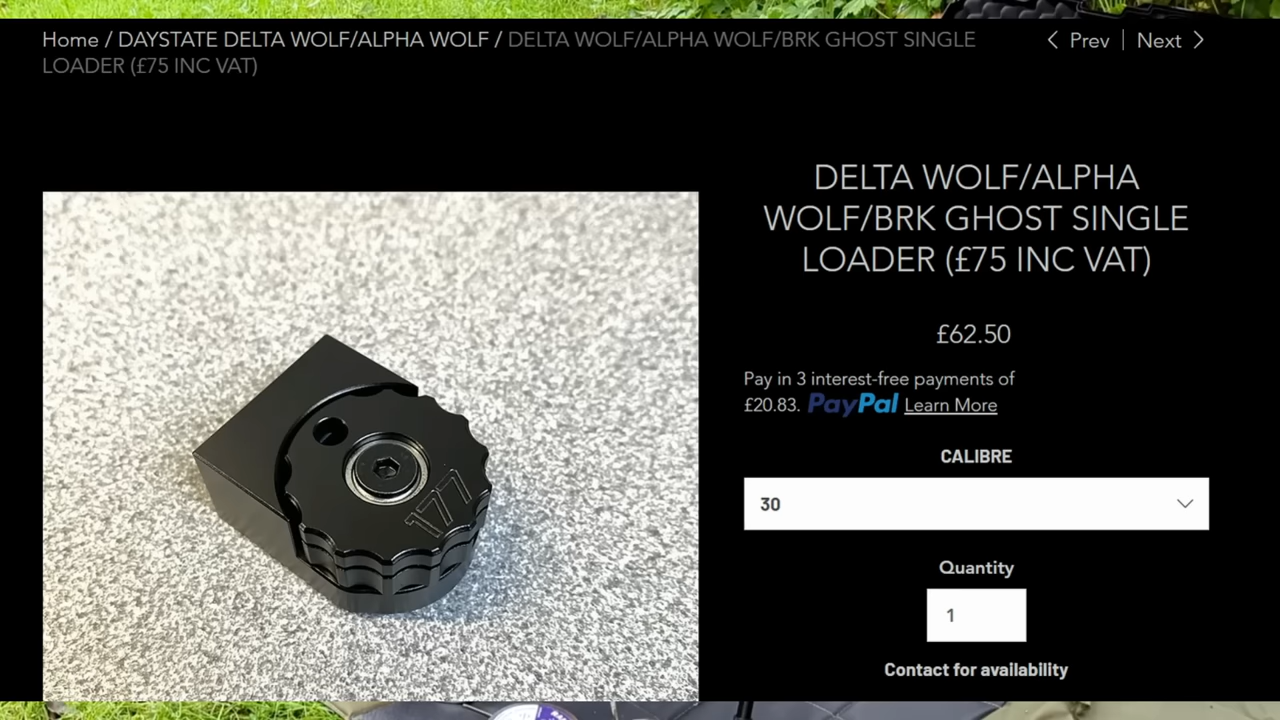 Home / DAYSTATE DELTA WOLF/ALPHA WOLF / DELTA WOLF/ALPHA WOLF/BRK GHOST SINGLE
LOADER (£75 INC VAT)
Prev | Next
DELTA WOLF/ALPHA
WOLF/BRK GHOST SINGLE
LOADER (£75 INC VAT)
£62.50
Pay in 3 interest-free payments of
£20.83. PayPal Learn More
177
CALIBRE
30
Quantity
1
Contact for availability